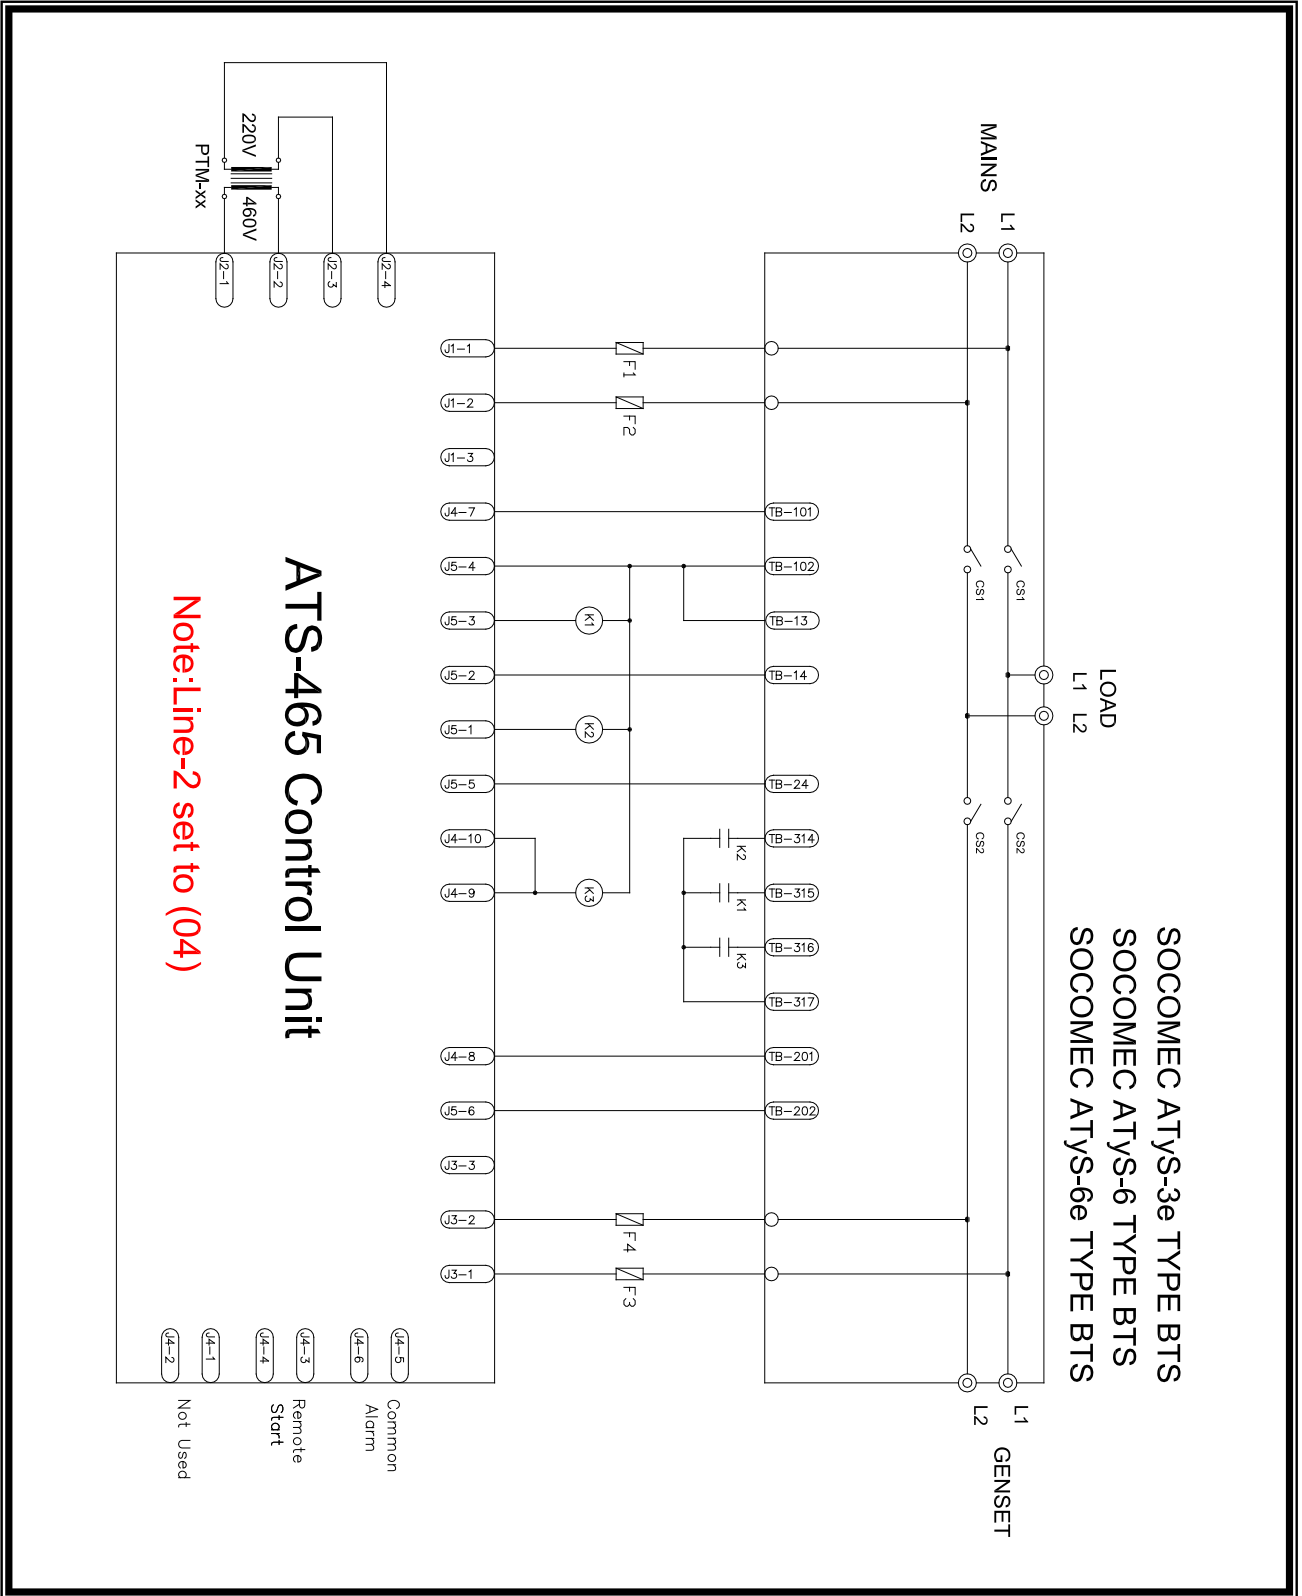 SOCOMEC ATyS-3e TYPE BTS
SOCOMEC ATyS-6 TYPE BTS
SOCOMEC ATyS-6e TYPE BTS
LOAD
L1 L2
MAINS
L1
L2
CS1
CS1
CS2
CS2
L1
L2
GENSET
TB-101
TB-102
TB-13
TB-14
TB-24
TB-314
TB-315
TB-316
TB-317
TB-201
TB-202
K2
K1
K3
F1
F2
F4
F3
K1
K2
K3
J1-1
J1-2
J1-3
J4-7
J5-4
J5-3
J5-2
J5-1
J5-5
J4-10
J4-9
J4-8
J5-6
J3-3
J3-2
J3-1
J2-4
J2-3
J2-2
J2-1
220V
460V
PTM-xx
ATS-465 Control Unit
Note:Line-2 set to (04)
J4-5
J4-6
Common
Alarm
J4-3
J4-4
Remote
Start
J4-1
J4-2
Not Used